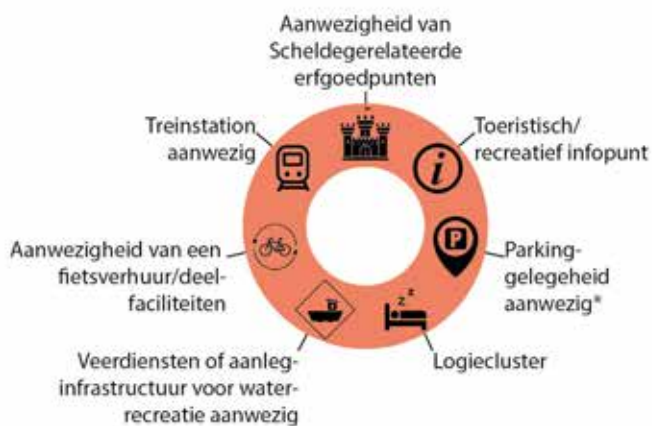 Aanwezigheid van
Scheldegerelateerde
erfgoedpunten
Treinstation
aanwezig
Toeristisch/
recreatief infopunt
i
Aanwezigheid van een
fietsverhuur/deel-
faciliteiten
P
Parking-
gelegeheid
aanwezig*
z z z
Veerdiensten of aanleg-
infrastructuur voor water-
recreatie aanwezig
Logiecluster